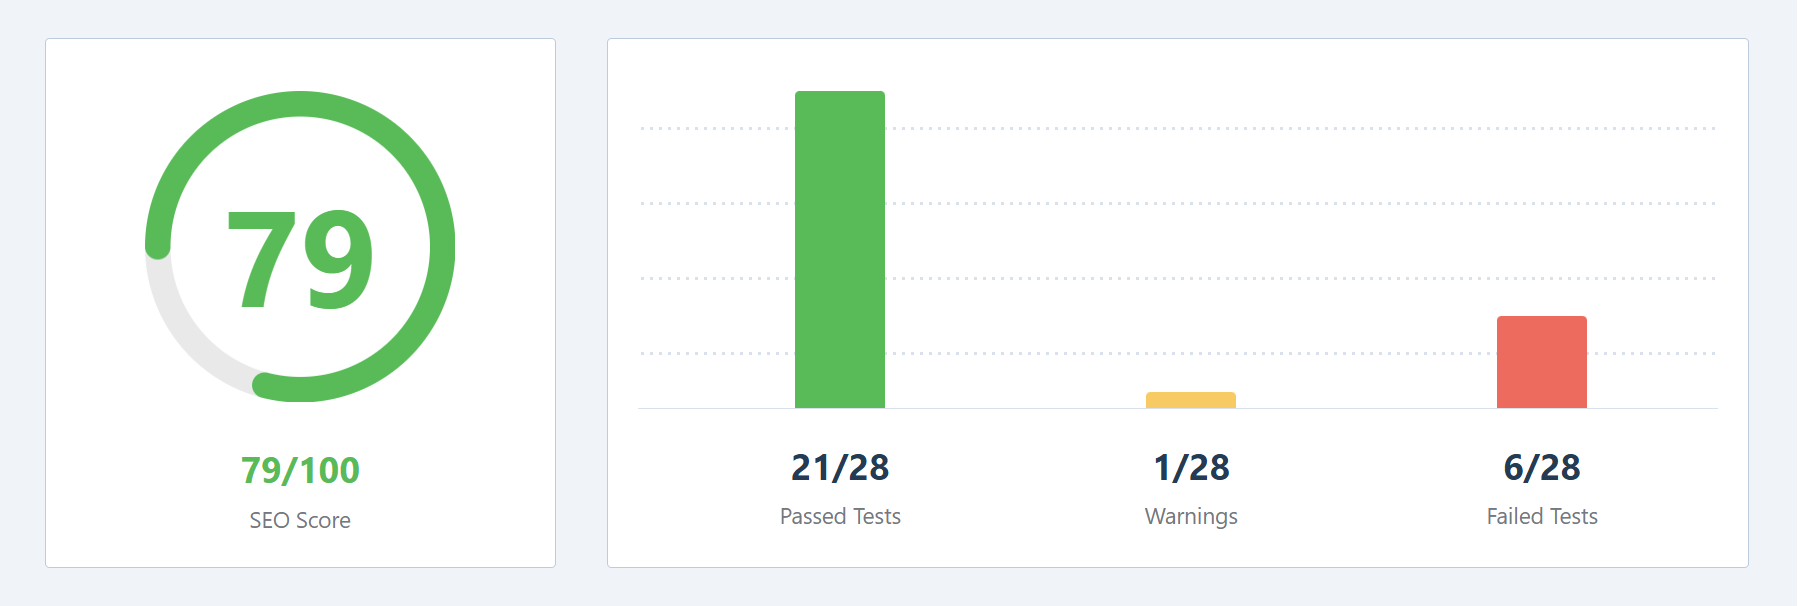 79
79/100
SEO Score
21/28
Passed Tests
1/28
Warnings
6/28
Failed Tests